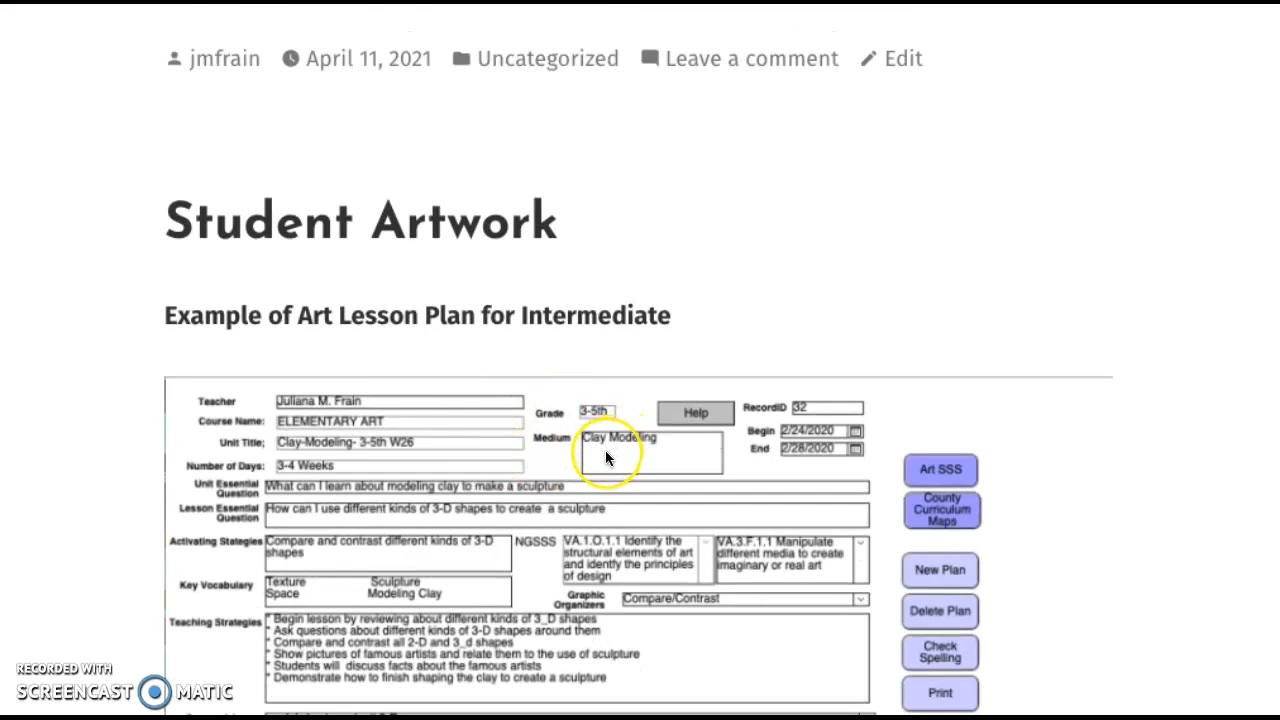 jmfrain April 11, 2021 Uncategorized Leave a comment Edit
Student Artwork
Example of Art Lesson Plan for Intermediate
Teacher Juliana M. Frain Grade 3-5th Help RecordID 32
Course Name: ELEMENTARY ART
Unit Title; Clay-Modeling- 3-5th W26 Medium Clay Modeling Begin 2/24/2020
End 2/28/2020
Number of Days: 3-4 Weeks
Unit Essential Question What can I learn about modeling clay to make a sculpture
Lesson Essential Question How can I use different kinds of 3-D shapes to create a sculpture
Activating Stategies Compare and contrast different kinds of 3-D
shapes
NGSSS VA.1.O.1.1 Identify the
structural elements of art
and identfy the principles
of design
VA.3.F.1.1 Manipulate
different media to create
imaginary or real art
Key Vocabulary Texture Sculpture
Space Modeling Clay
Graphic Organizers Compare/Contrast
Teaching Strategies * Begin lesson by reviewing about different kinds of 3_D shapes
* Ask questions about different kinds of 3-D shapes around them
* Compare and contrast all 2-D and 3_d shapes
* Show pictures of famous artists and relate them to the use of sculpture
* Students will discuss facts about the famous artists
* Demonstrate how to finish shaping the clay to create a sculpture
Art SSS
County
Curriculum
Maps
New Plan
Delete Plan
Check
Spelling
Print
RECORDED WITH
SCREENCAST MATIC